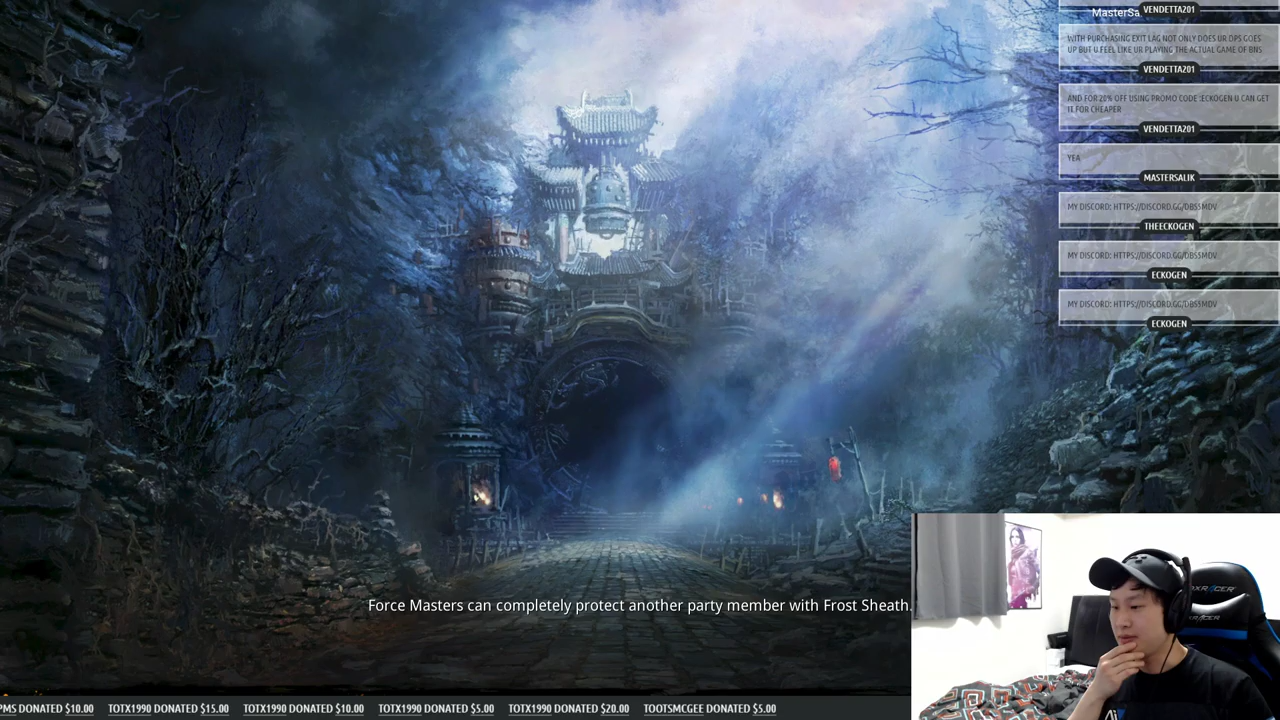 MasterSa
VENDETTA201
WITH PURCHASING EXIT LAG NOT ONLY DOES UR DPS GOES
UP BUT U FEEL LIKE UR PLAYING THE ACTUAL GAME OF BNS
VENDETTA201
AND FOR 20% OFF USING PROMO CODE :ECKOGEN U CAN GET
IT FOR CHEAPER
VENDETTA201
YEA
MASTERSALIK
MY DISCORD: HTTPS://DISCORD.GG/DBS5MDV
THEECKOGEN
MY DISCORD: HTTPS://DISCORD.GG/DBS5MDV
ECKOGEN
MY DISCORD: HTTPS://DISCORD.GG/DBS5MDV
ECKOGEN
Force Masters can completely protect another party member with Frost Sheath.
PMS DONATED $10.00 TOTX1990 DONATED $15.00 TOTX1990 DONATED $10.00 TOTX1990 DONATED $5.00 TOTX1990 DONATED $20.00 TOOTSMCGEE DONATED $5.00